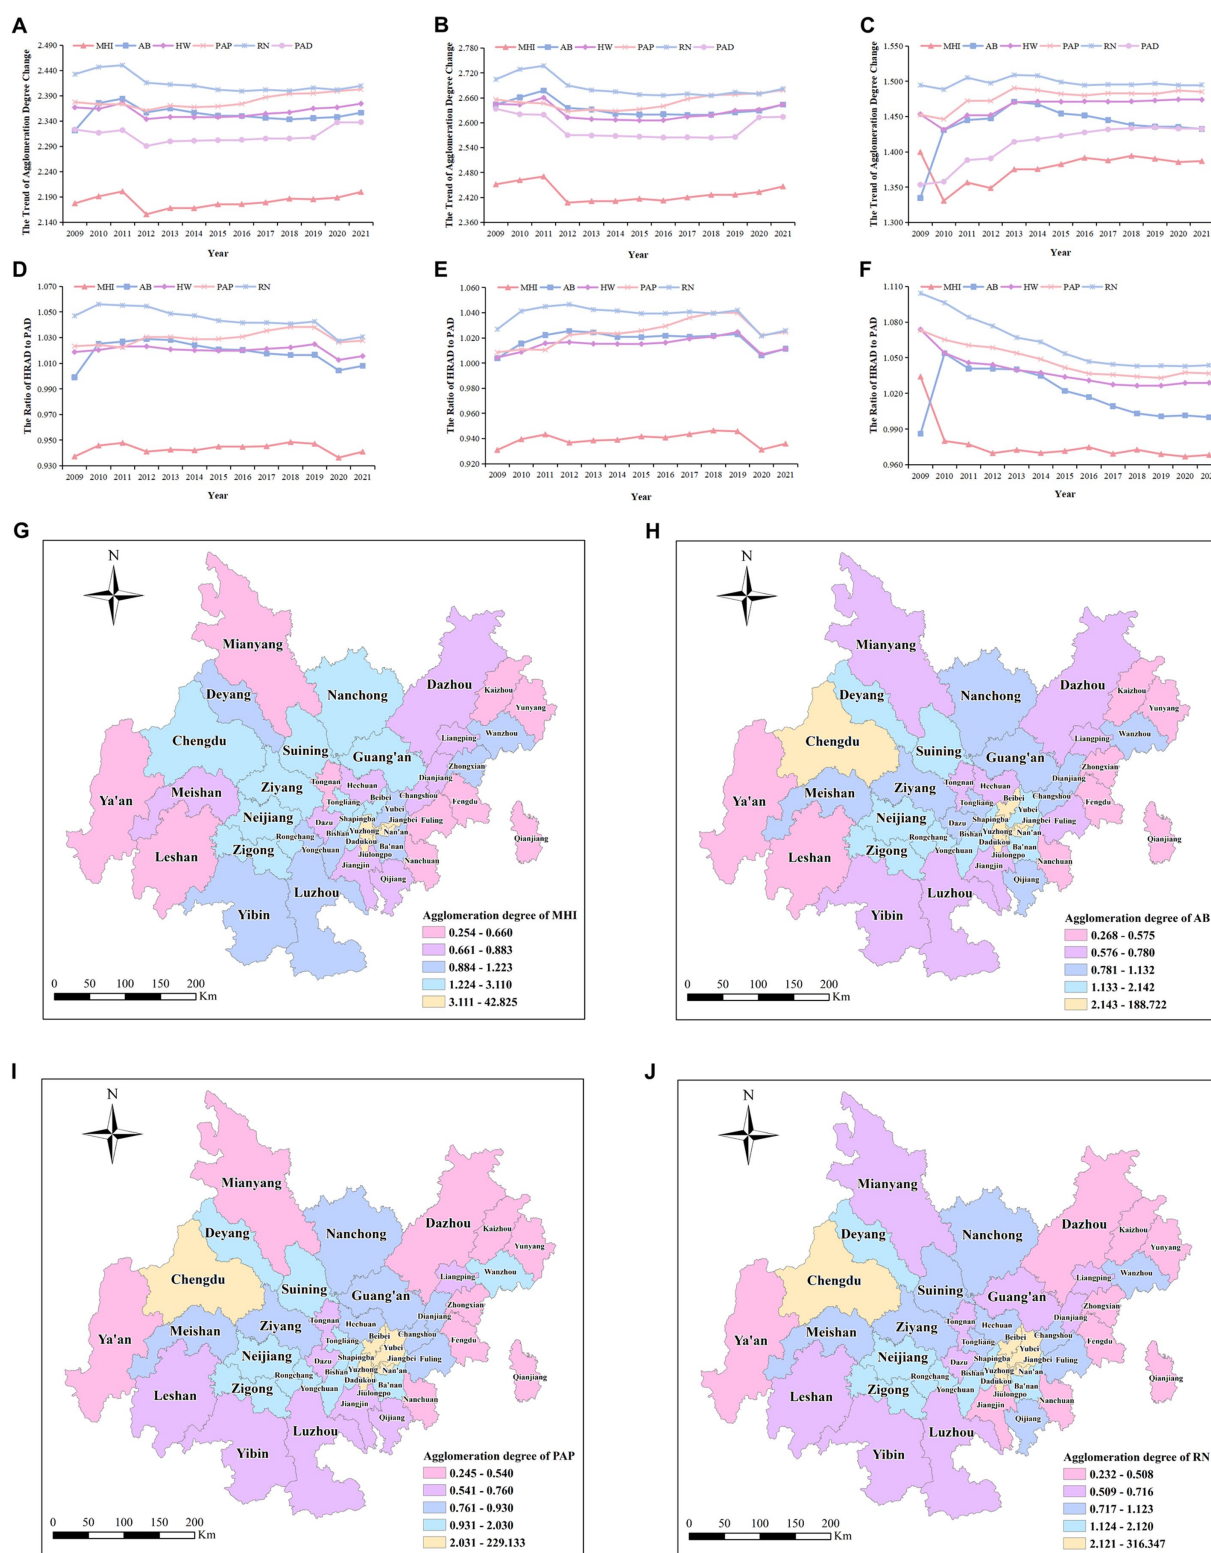 A
MHI AB HW PAP RN PAD
The Trend of Agglomeration Degree Change
2.490
2.440
2.390
2.340
2.290
2.240
2.190
2.140
2009 2010 2011 2012 2013 2014 2015 2016 2017 2018 2019 2020 2021
Year
B
MHI AB HW PAP RN PAD
The Trend of Agglomeration Degree Change
2.780
2.720
2.660
2.600
2.540
2.480
2.420
2.360
2009 2010 2011 2012 2013 2014 2015 2016 2017 2018 2019 2020 2021
Year
C
MHI AB HW PAP RN PAD
The Trend of Agglomeration Degree Change
1.550
1.500
1.450
1.400
1.350
1.300
2009 2010 2011 2012 2013 2014 2015 2016 2017 2018 2019 2020
Year
D
MHI AB HW PAP RN
The Ratio of HRAD to PAD
1.070
1.050
1.030
1.010
0.990
0.970
0.950
0.930
2009 2010 2011 2012 2013 2014 2015 2016 2017 2018 2019 2020 2021
Year
E
MHI AB HW PAP RN
The Ratio of HRAD to PAD
1.060
1.040
1.020
1.000
0.980
0.960
0.940
0.920
2009 2010 2011 2012 2013 2014 2015 2016 2017 2018 2019 2020 2021
Year
F
MHI AB HW PAP RN
The Ratio of HRAD to PAD
1.110
1.080
1.050
1.020
0.990
0.960
2009 2010 2011 2012 2013 2014 2015 2016 2017 2018 2019 2020
Year
G
N
Mianyang
Dazhou
Kaizhou
Deyang
Nanchong
Yunyang
Liangping
Wanzhou
Chengdu
Suining
Guang'an
Zhongxian
Dianjiang
Tongnan
Hechuan
Ya'an
Meishan
Ziyang
Tongliang
Beibei
Changshou
Fengdu
Yubei
Neijiang
Dazu
Shapingba
Jiangbei
Fuling
Yuzhong
Nan'an
Rongchang
Bishan
Dadukou
Qianjiang
Leshan
Zigong
Yongchuan
Jiulongpo
Ba'nan
Jiangjin
Nanchuan
Qijiang
Luzhou
Yibin
Agglomeration degree of MHI
0.254 - 0.660
0.661 - 0.883
0.884 - 1.223
1.224 - 3.110
3.111 - 42.825
0 50 100 150 200
Km
H
N
Mianyang
Dazhou
Kaizhou
Deyang
Nanchong
Yunyang
Liangping
Wanzhou
Chengdu
Suining
Guang'an
Zhongxian
Dianjiang
Hechuan
Ya'an
Meishan
Ziyang
Tongliang
Beibei
Changshou
Fengdu
Yubei
Neijiang
Dazu
Shapingba
Jiangbei
Fuling
Yuzhong
Nan'an
Rongchang
Bishan
Dadukou
Qianjiang
Leshan
Zigong
Yongchuan
Jiulongpo
Ba'nan
Jiangjin
Nanchuan
Qijiang
Luzhou
Yibin
Agglomeration degree of AB
0.268 - 0.575
0.576 - 0.780
0.781 - 1.132
1.133 - 2.142
2.143 - 188.722
0 50 100 150 200
Km
I
N
Mianyang
Dazhou
Kaizhou
Deyang
Nanchong
Yunyang
Liangping
Wanzhou
Chengdu
Suining
Guang'an
Zhongxian
Dianjiang
Tongnan
Hechuan
Ya'an
Meishan
Ziyang
Tongliang
Beibei
Changshou
Fengdu
Yubei
Neijiang
Dazu
Shapingba
Jiangbei
Fuling
Yuzhong
Nan'an
Rongchang
Bishan
Dadukou
Qianjiang
Leshan
Zigong
Yongchuan
Jiulongpo
Ba'nan
Jiangjin
Nanchuan
Qijiang
Luzhou
Yibin
Agglomeration degree of PAP
0.245 - 0.540
0.541 - 0.760
0.761 - 0.930
0.931 - 2.030
2.031 - 229.133
0 50 100 150 200
Km
J
N
Mianyang
Dazhou
Kaizhou
Deyang
Nanchong
Yunyang
Liangping
Wanzhou
Chengdu
Suining
Guang'an
Zhongxian
Dianjiang
Tongnan
Hechuan
Ya'an
Meishan
Ziyang
Tongliang
Beibei
Changshou
Fengdu
Yubei
Neijiang
Dazu
Shapingba
Jiangbei
Fuling
Yuzhong
Nan'an
Rongchang
Bishan
Dadukou
Qianjiang
Leshan
Zigong
Yongchuan
Jiulongpo
Ba'nan
Jiangjin
Nanchuan
Qijiang
Luzhou
Yibin
Agglomeration degree of RN
0.232 - 0.508
0.509 - 0.716
0.717 - 1.123
1.124 - 2.120
2.121 - 316.347
0 50 100 150 200
Km